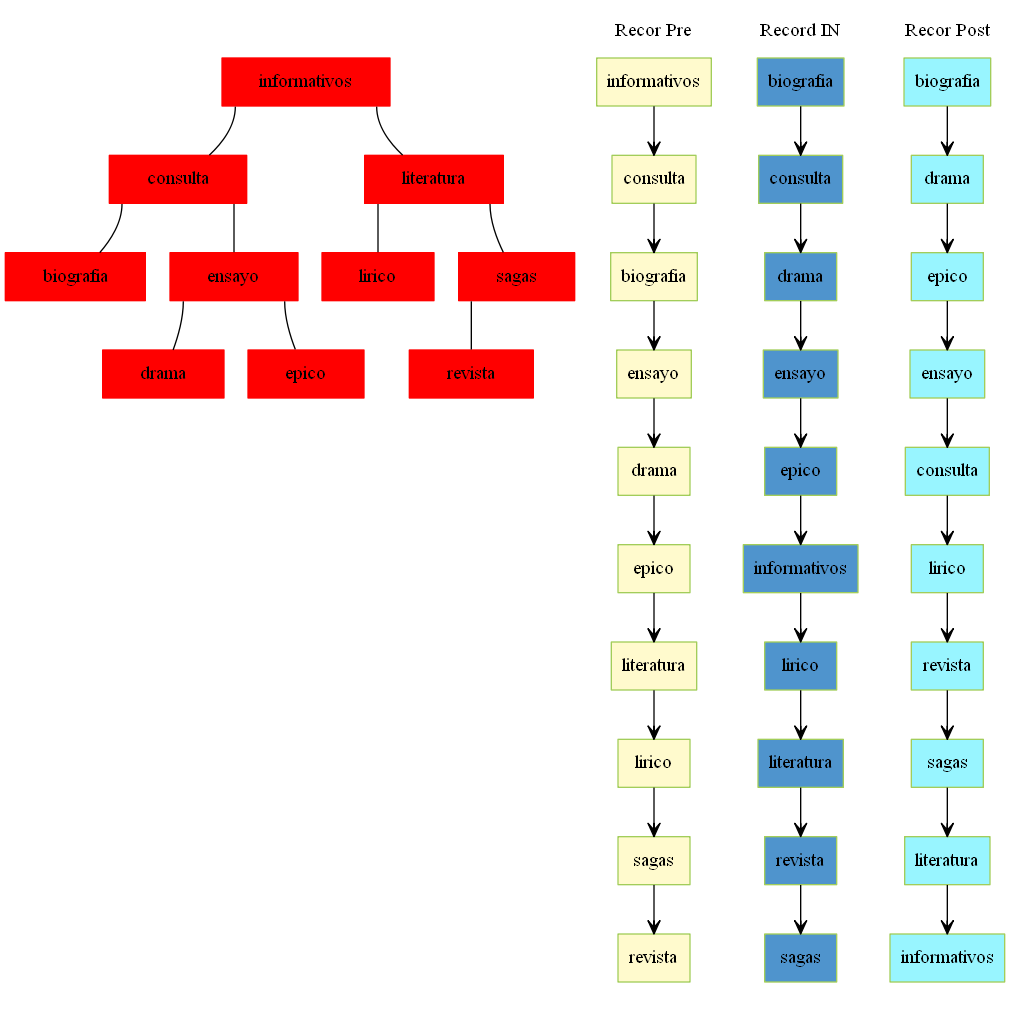 informativos
consulta
literatura
biografia
ensayo
lirico
sagas
drama
epico
revista
Recor Pre
informativos
consulta
biografia
ensayo
drama
epico
literatura
lirico
sagas
revista
Record IN
biografia
consulta
drama
ensayo
epico
informativos
lirico
literatura
revista
sagas
Recor Post
biografia
drama
epico
ensayo
consulta
lirico
revista
sagas
literatura
informativos